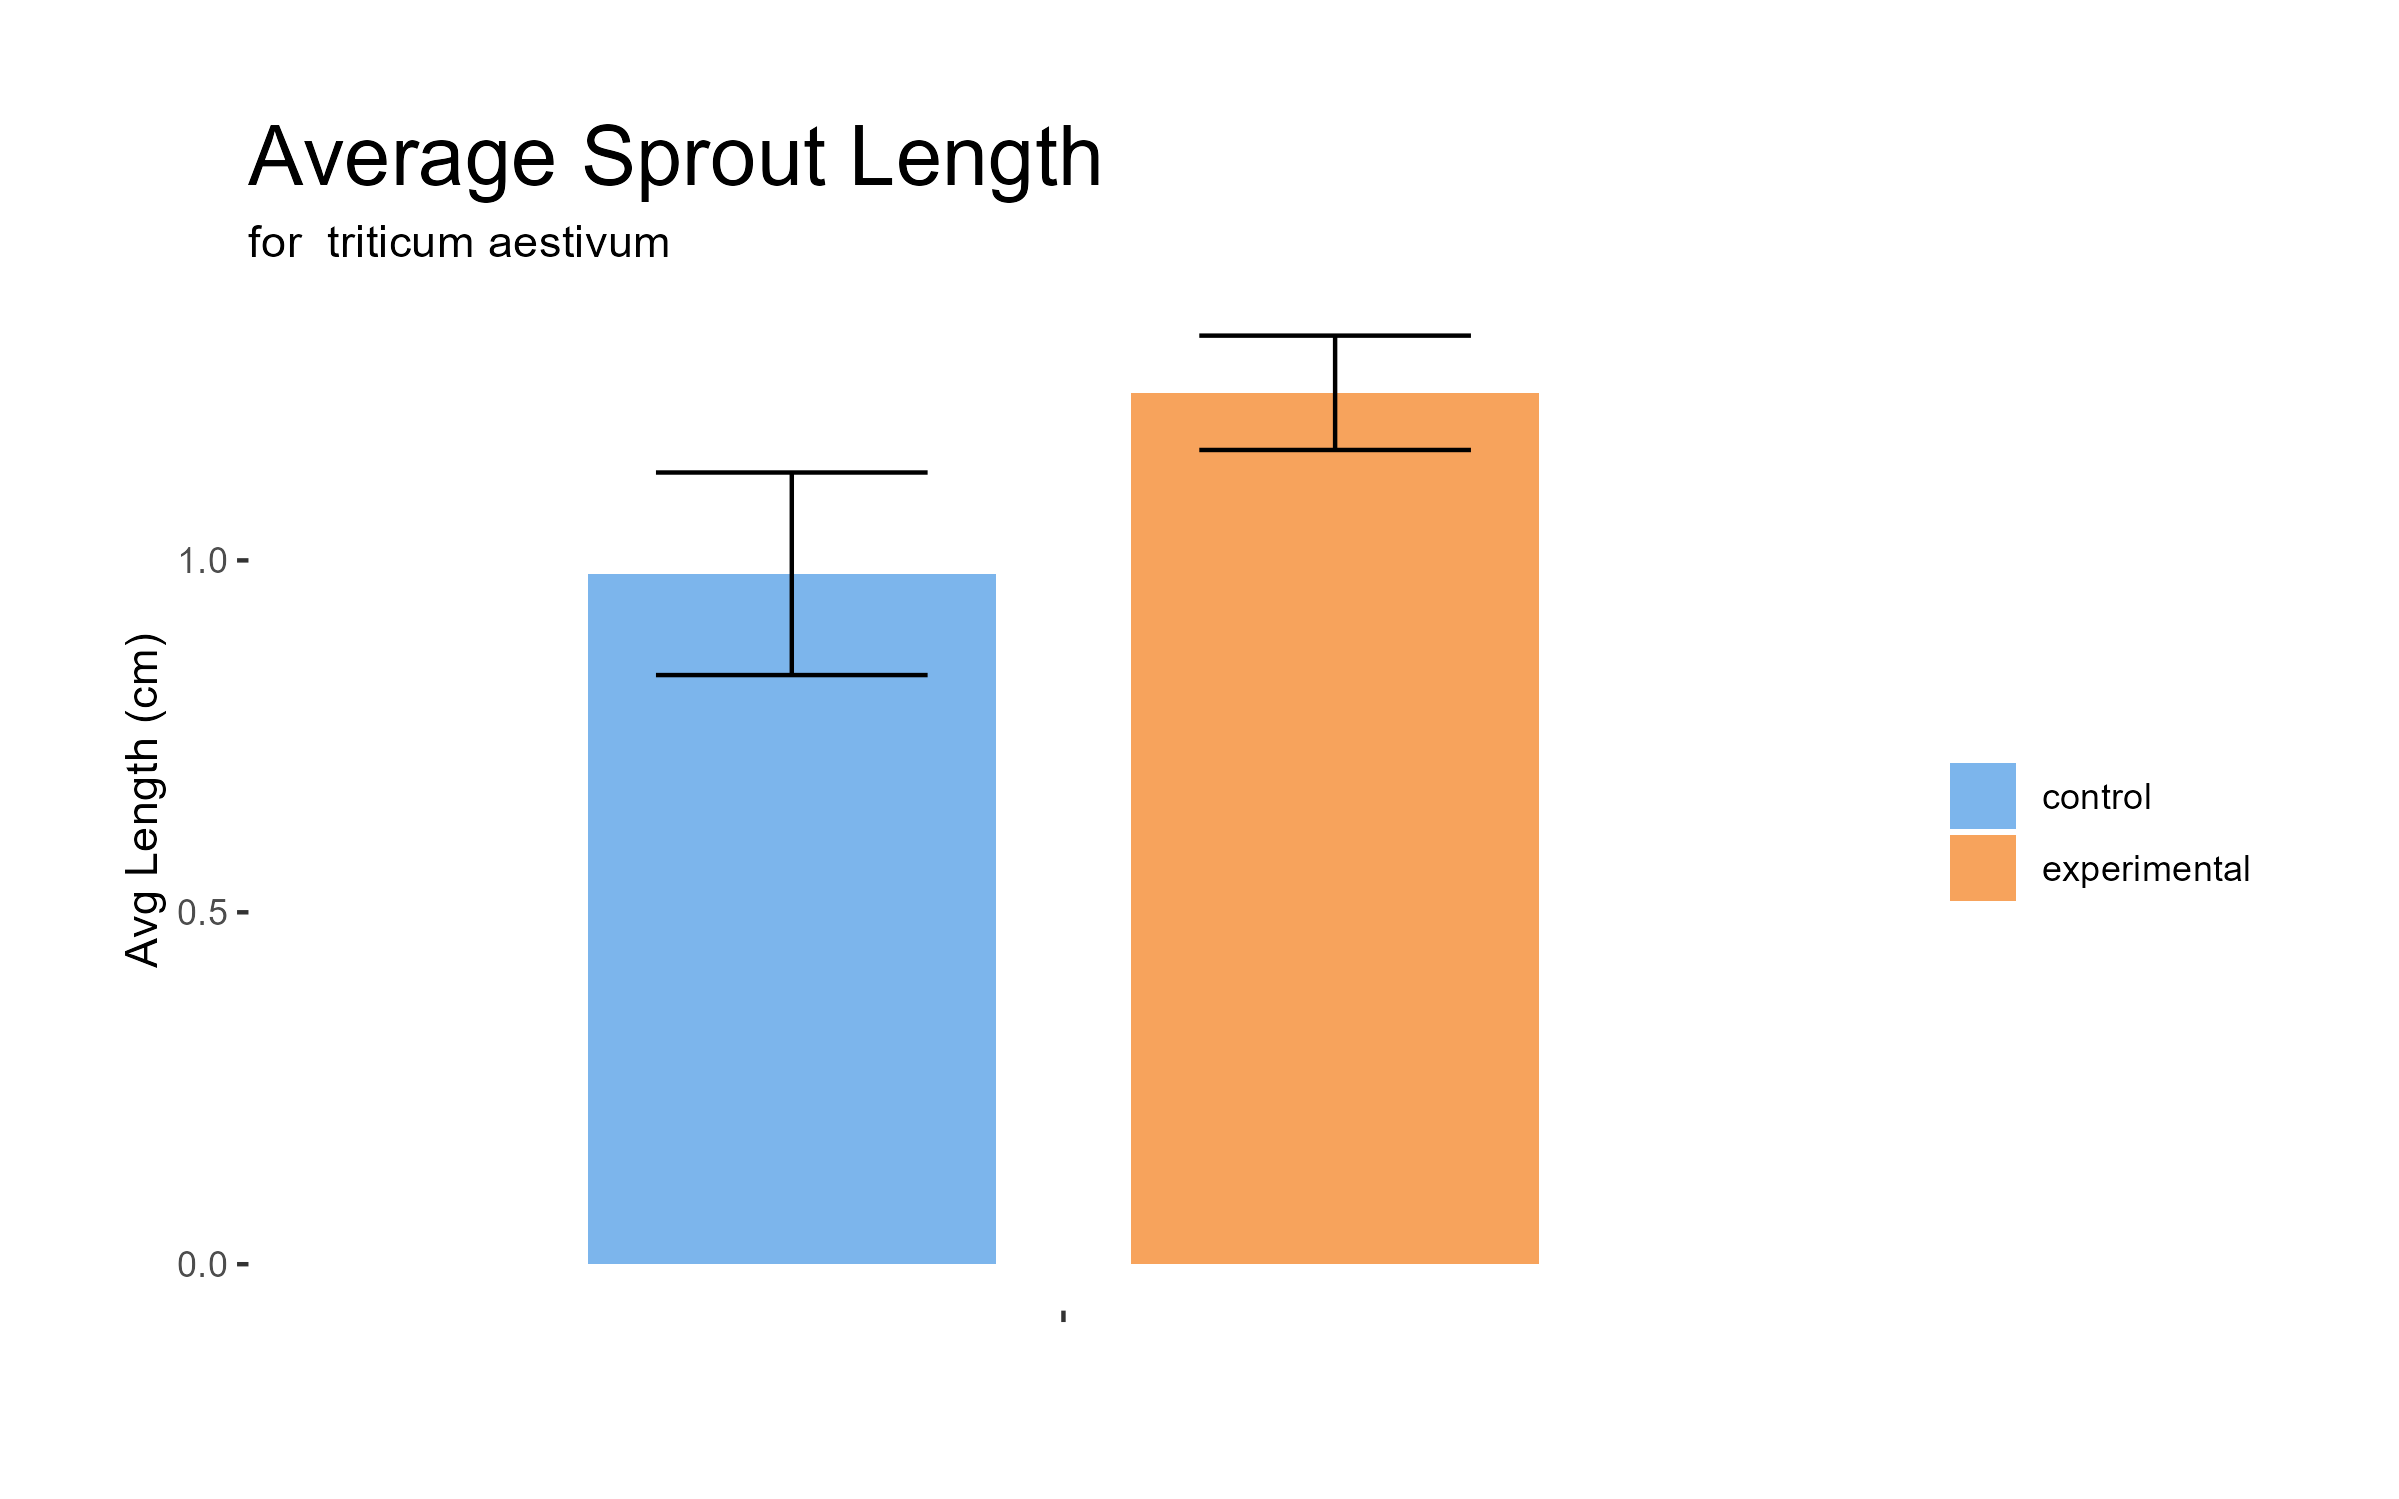 Average Sprout Length
for  triticum aestivum
Avg Length (cm)
1.0
0.5
0.0
control
experimental